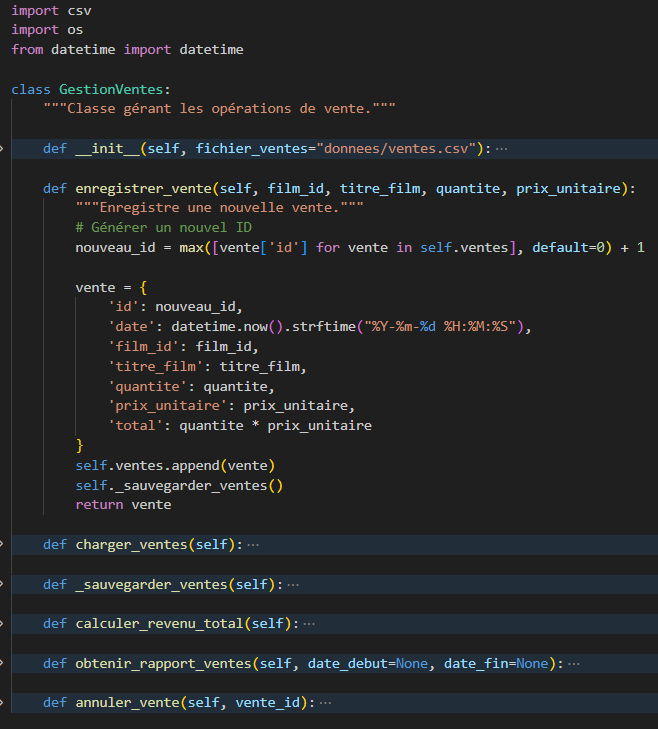 import csv
import os
from datetime import datetime
class GestionVentes:
"""Classe gérant les opérations de vente."""
def __init__(self, fichier_ventes="donnees/ventes.csv"):···
def enregistrer_vente(self, film_id, titre_film, quantite, prix_unitaire):
"""Enregistre une nouvelle vente."""
# Générer un nouvel ID
nouveau_id = max([vente['id'] for vente in self.ventes], default=0) + 1
vente = {
'id': nouveau_id,
'date': datetime.now().strftime("%Y-%m-%d %H:%M:%S"),
'film_id': film_id,
'titre_film': titre_film,
'quantite': quantite,
'prix_unitaire': prix_unitaire,
'total': quantite * prix_unitaire
}
self.ventes.append(vente)
self._sauvegarder_ventes()
return vente
def charger_ventes(self):···
def _sauvegarder_ventes(self):···
def calculer_revenu_total(self):···
def obtenir_rapport_ventes(self, date_debut=None, date_fin=None):···
def annuler_vente(self, vente_id):···